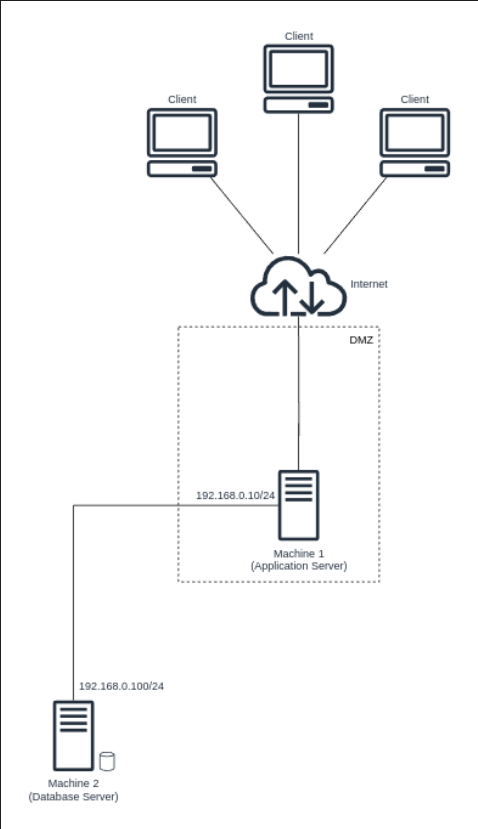 Client
Client
Client
Internet
DMZ
192.168.0.10/24
Machine 1
(Application Server)
192.168.0.100/24
Machine 2
(Database Server)